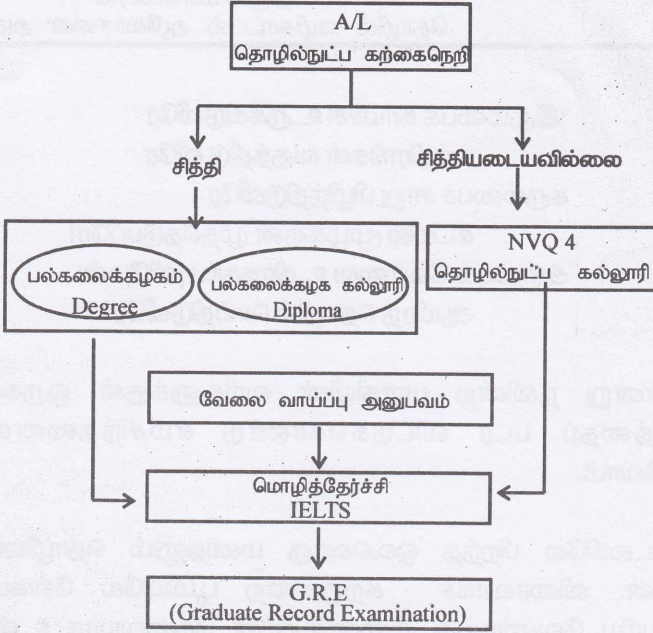 A/L
தொழில்நுட்ப கற்கைநெறி
சித்தி
சித்தியடையவில்லை
பல்கலைக்கழகம்
Degree
பல்கலைக்கழக கல்லூரி
Diploma
NVQ 4
தொழில்நுட்ப கல்லூரி
வேலை வாய்ப்பு அனுபவம்
மொழித்தேர்ச்சி
IELTS
G.R.E
(Graduate Record Examination)